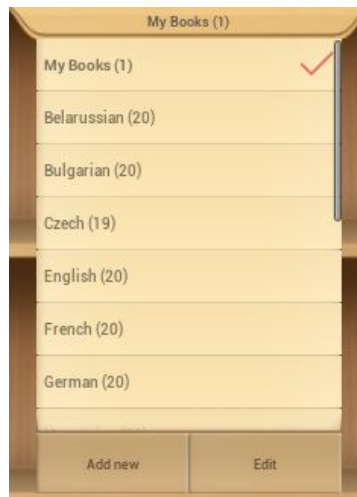 My Books (1)
My Books (1)
Belarussian (20)
Bulgarian (20)
Czech (19)
English (20)
French (20)
German (20)
Add new
Edit